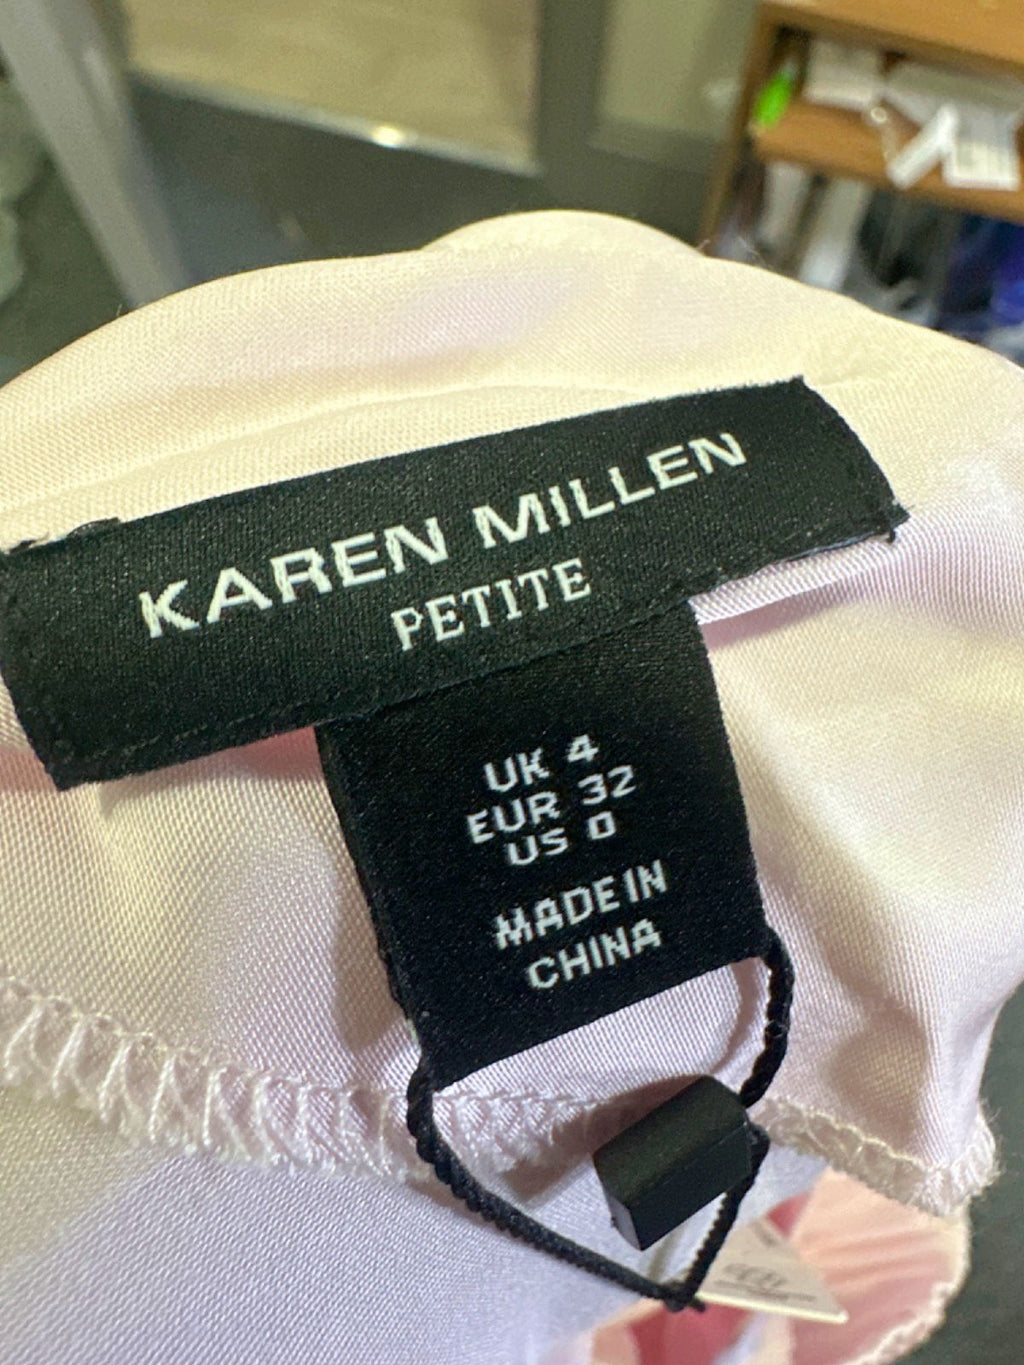 KAREN MILLEN
PETITE
UK 4
EUR 32
US 0
MADE IN
CHINA